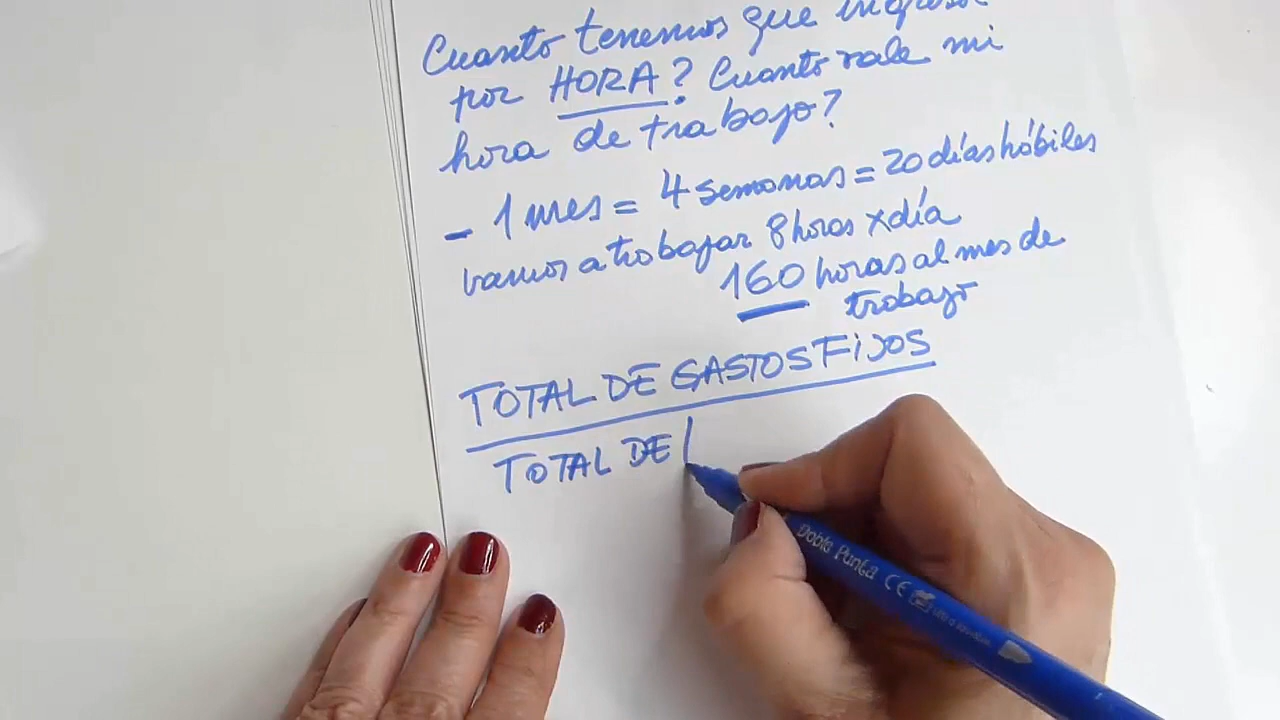 Cuanto tenemos que
por HORA? Cuanto vale mi
hora de trabajo?
- 1 mes = 4 semanas = 20 días hábiles
vamos a trabajar 8 horas x día
160 horas al mes de
trabajo
TOTAL DE GASTOS FIJOS
TOTAL DE
Doble Punta CE